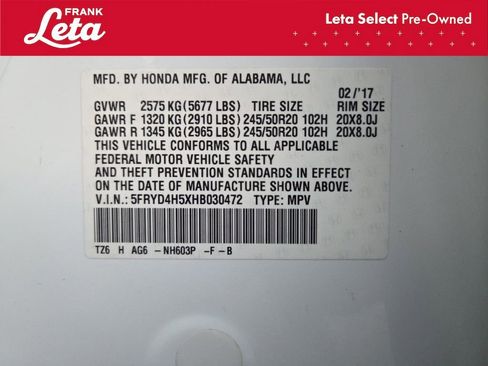 FRANK
Leta
Leta Select Pre-Owned
MFD. BY HONDA MFG. OF ALABAMA, LLC
02/'17
GVWR 2575 KG (5677 LBS) TIRE SIZE RIM SIZE
GAWR F 1320 KG (2910 LBS) 245/50R20 102H 20X8.0J
GAWR R 1345 KG (2965 LBS) 245/50R20 102H 20X8.0J
THIS VEHICLE CONFORMS TO ALL APPLICABLE
FEDERAL MOTOR VEHICLE SAFETY
AND THEFT PREVENTION STANDARDS IN EFFECT ON
THE DATE OF MANUFACTURE SHOWN ABOVE.
V.I.N.: 5FRYD4H5XHB030472 TYPE: MPV
TZ6 H AG6 -NH603P -F-B